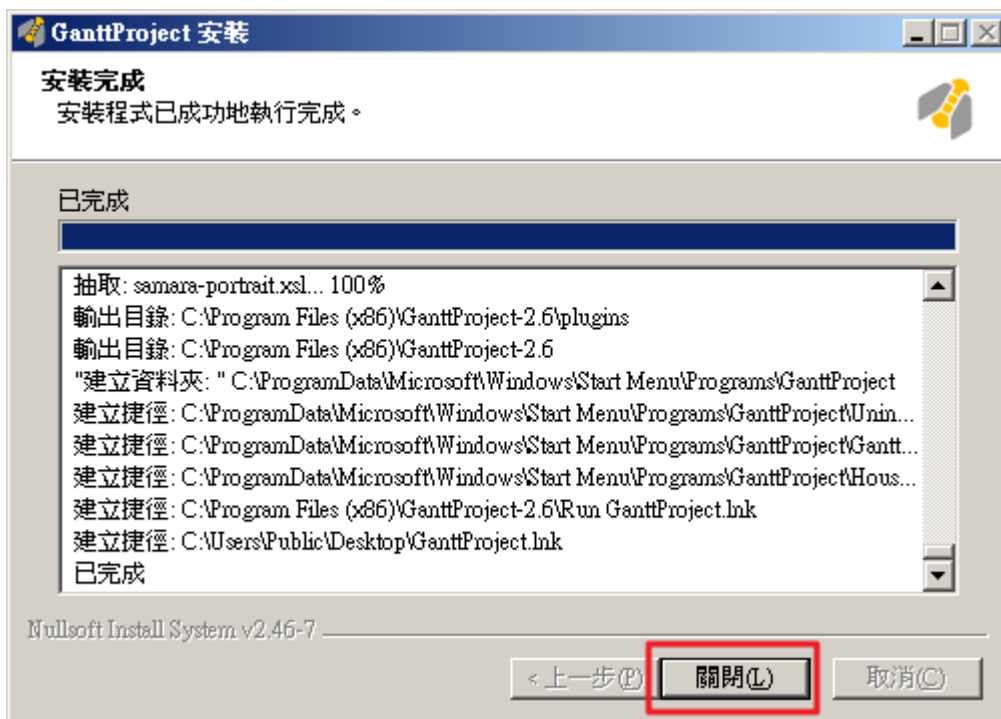 GanttProject 安裝
安裝完成
安裝程式已成功地執行完成。
已完成
抽取: samara-portrait.xsl... 100%
輸出目錄: C:\Program Files (x86)\GanttProject-2.6\plugins
輸出目錄: C:\Program Files (x86)\GanttProject-2.6
"建立資料夾: " C:\ProgramData\Microsoft\Windows\Start Menu\Programs\GanttProject
建立捷徑: C:\ProgramData\Microsoft\Windows\Start Menu\Programs\GanttProject\Unin...
建立捷徑: C:\ProgramData\Microsoft\Windows\Start Menu\Programs\GanttProject\Gantt...
建立捷徑: C:\ProgramData\Microsoft\Windows\Start Menu\Programs\GanttProject\Hous...
建立捷徑: C:\Program Files (x86)\GanttProject-2.6\Run GanttProject.lnk
建立捷徑: C:\Users\Public\Desktop\GanttProject.lnk
已完成
Nullsoft Install System v2.46-7
< 上一步(P) 關閉(L) 取消(C)